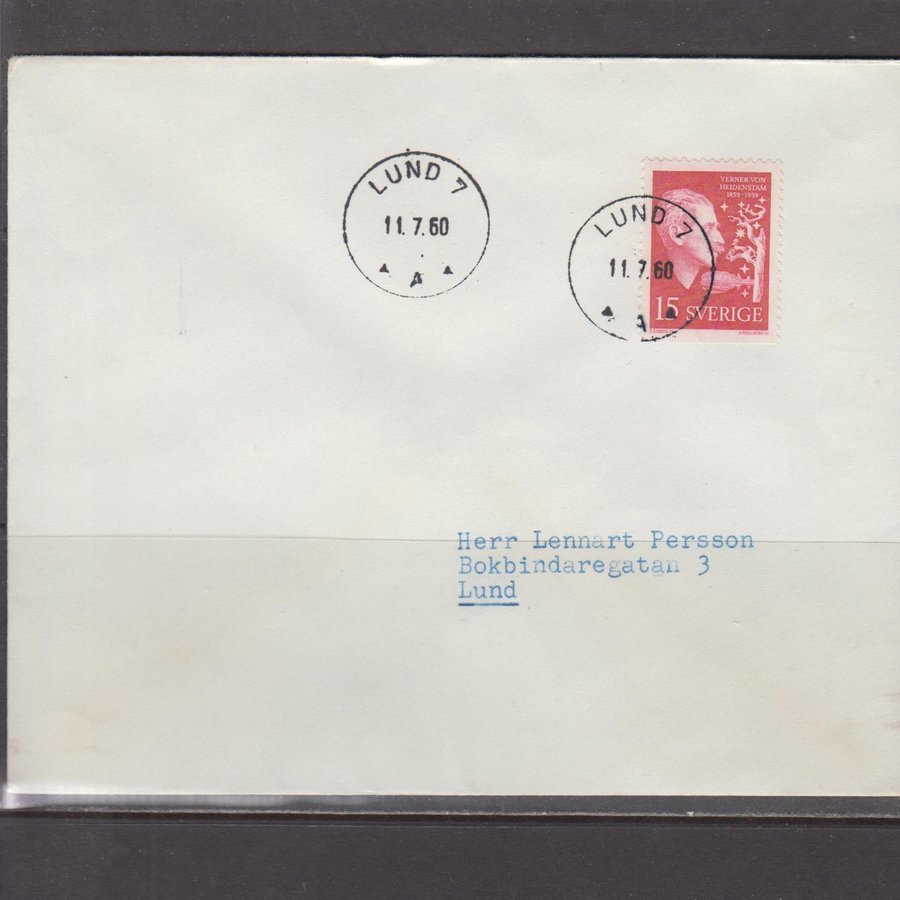 LUND 7
11. 7. 60
A
LUND 7
11. 7. 60
A
VERNER VON
HEIDENSTAM
1859-1959
15 SVERIGE
Herr Lennart Persson
Bokbindaregatan 3
Lund